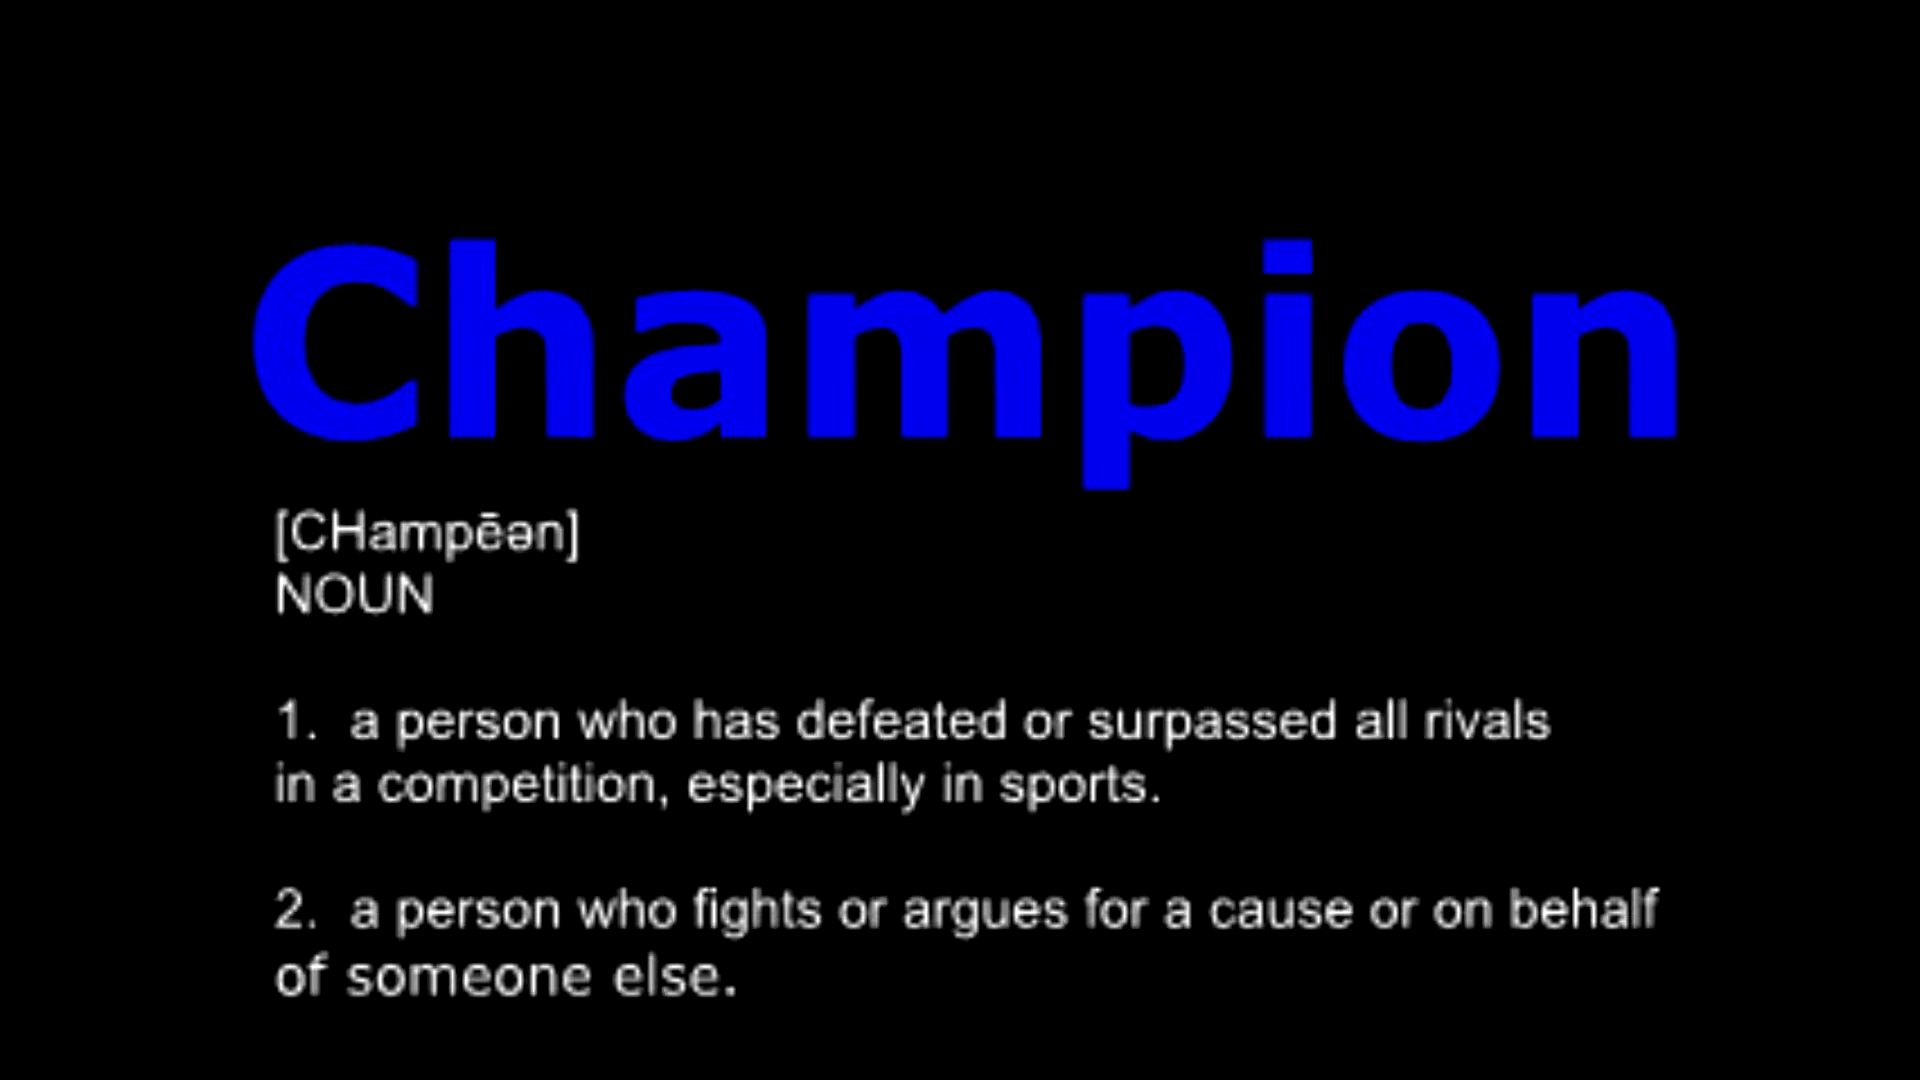 Champion
[CHampēən]
NOUN
1. a person who has defeated or surpassed all rivals
in a competition, especially in sports.
2. a person who fights or argues for a cause or on behalf
of someone else.